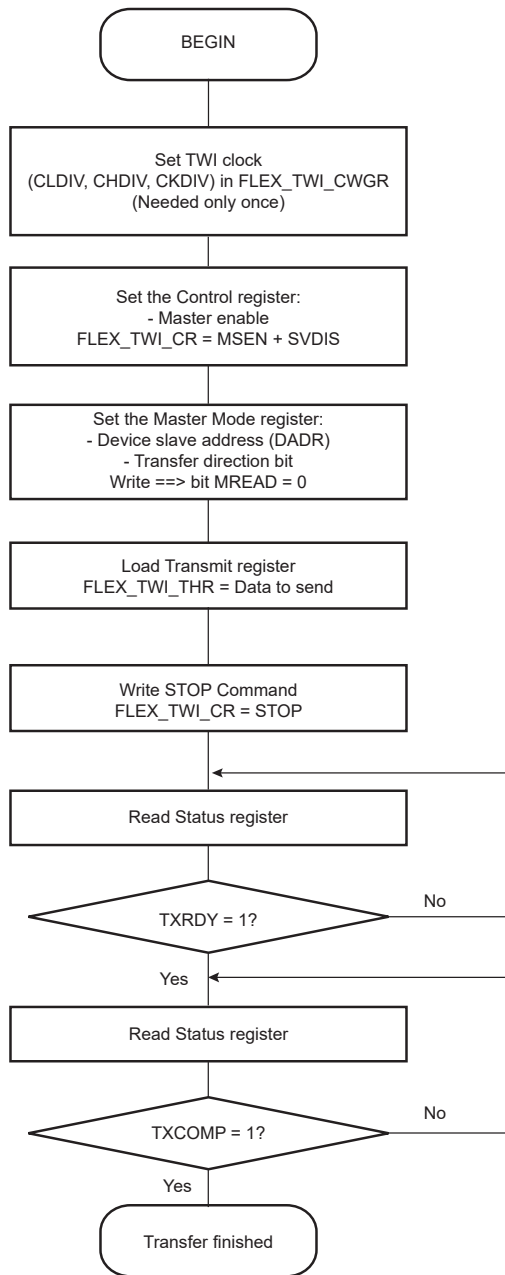 BEGIN
Set TWI clock
(CLDIV, CHDIV, CKDIV) in FLEX_TWI_CWGR
(Needed only once)
Set the Control register:
- Master enable
FLEX_TWI_CR = MSEN + SVDIS
Set the Master Mode register:
- Device slave address (DADR)
- Transfer direction bit
Write ==> bit MREAD = 0
Load Transmit register
FLEX_TWI_THR = Data to send
Write STOP Command
FLEX_TWI_CR = STOP
Read Status register
No
TXRDY = 1?
Yes
Read Status register
No
TXCOMP = 1?
Yes
Transfer finished